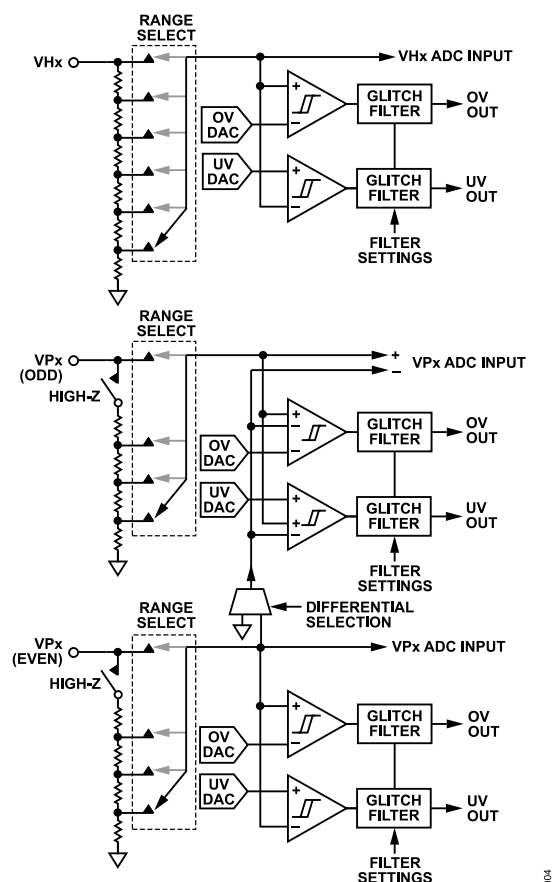 RANGE
SELECT
VHx
VHx ADC INPUT
OV
DAC
+
−
GLITCH
FILTER
OV
OUT
UV
DAC
+
−
GLITCH
FILTER
UV
OUT
FILTER
SETTINGS
RANGE
SELECT
VPx
(ODD)
HIGH-Z
+
−
VPx ADC INPUT
OV
DAC
+
−
−
GLITCH
FILTER
OV
OUT
UV
DAC
+
+
−
GLITCH
FILTER
UV
OUT
FILTER
SETTINGS
DIFFERENTIAL
SELECTION
RANGE
SELECT
VPx
(EVEN)
HIGH-Z
VPx ADC INPUT
OV
DAC
+
−
GLITCH
FILTER
OV
OUT
UV
DAC
+
−
GLITCH
FILTER
UV
OUT
FILTER
SETTINGS
004